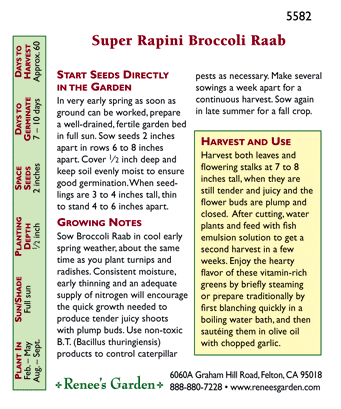 5582
Super Rapini Broccoli Raab
DAYS TO
HARVEST
Approx. 60
DAYS TO
GERMINATE
7 – 10 days
SPACE
SEEDS
2 inches
PLANTING
DEPTH
1/2 inch
SUN/SHADE
Full sun
PLANT IN
Feb. – May
Aug. – Sept.
START SEEDS DIRECTLY
IN THE GARDEN
In very early spring as soon as
ground can be worked, prepare
a well-drained, fertile garden bed
in full sun. Sow seeds 2 inches
apart in rows 6 to 8 inches
apart. Cover 1/2 inch deep and
keep soil evenly moist to ensure
good germination. When seed-
lings are 3 to 4 inches tall, thin
to stand 4 to 6 inches apart.
GROWING NOTES
Sow Broccoli Raab in cool early
spring weather, about the same
time as you plant turnips and
radishes. Consistent moisture,
early thinning and an adequate
supply of nitrogen will encourage
the quick growth needed to
produce tender juicy shoots
with plump buds. Use non-toxic
B.T. (Bacillus thuringiensis)
products to control caterpillar
pests as necessary. Make several
sowings a week apart for a
continuous harvest. Sow again
in late summer for a fall crop.
HARVEST AND USE
Harvest both leaves and
flowering stalks at 7 to 8
inches tall, when they are
still tender and juicy and the
flower buds are plump and
closed. After cutting, water
plants and feed with fish
emulsion solution to get a
second harvest in a few
weeks. Enjoy the hearty
flavor of these vitamin-rich
greens by briefly steaming
or prepare traditionally by
first blanching quickly in a
boiling water bath, and then
sautéing them in olive oil
with chopped garlic.
Renee's Garden
6060A Graham Hill Road, Felton, CA 95018
888-880-7228 • www.reneesgarden.com